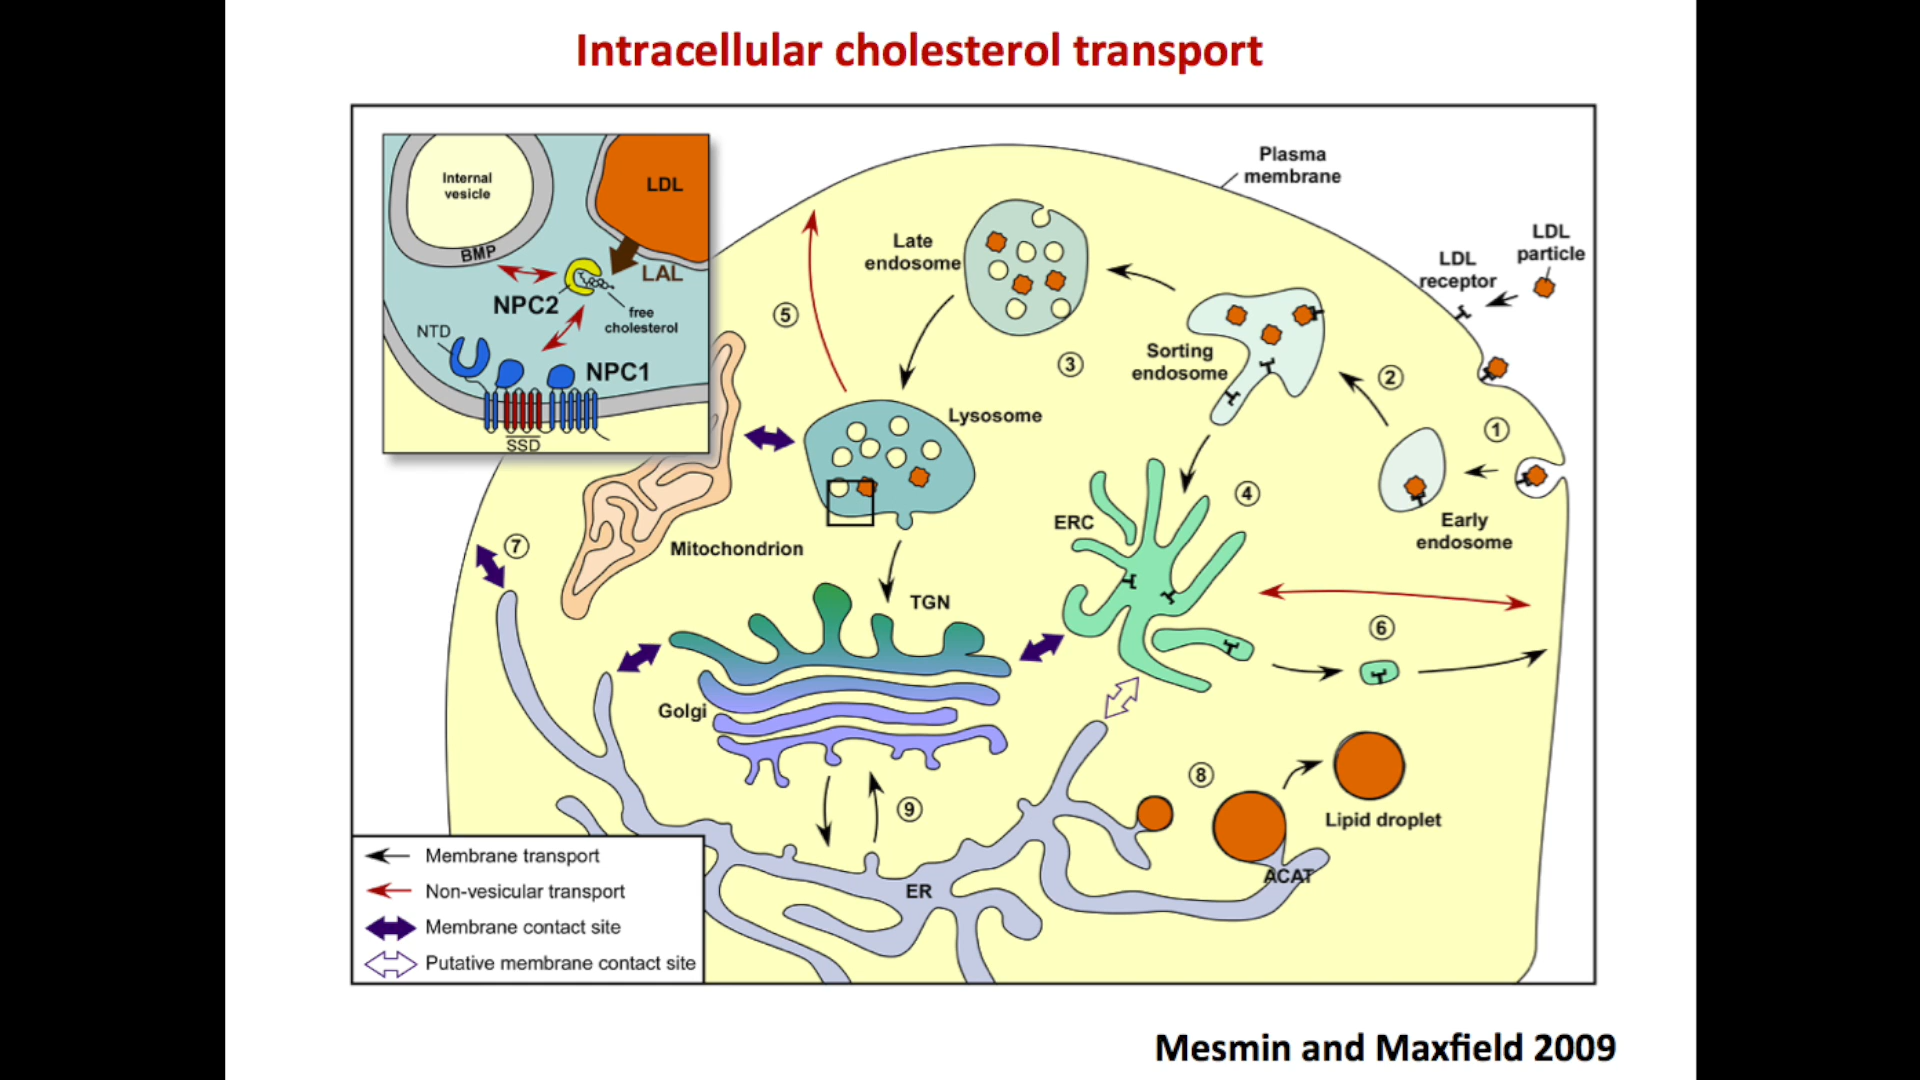 Intracellular cholesterol transport
Internal
vesicle
LDL
BMP
LAL
NPC2
free
cholesterol
NTD
NPC1
SSD
Plasma
membrane
LDL
particle
LDL
receptor
Late
endosome
5
3
Sorting
endosome
2
1
Lysosome
Early
endosome
4
ERC
Mitochondrion
7
TGN
6
Golgi
8
9
Lipid droplet
ACAT
ER
Membrane transport
Non-vesicular transport
Membrane contact site
Putative membrane contact site
Mesmin and Maxfield 2009